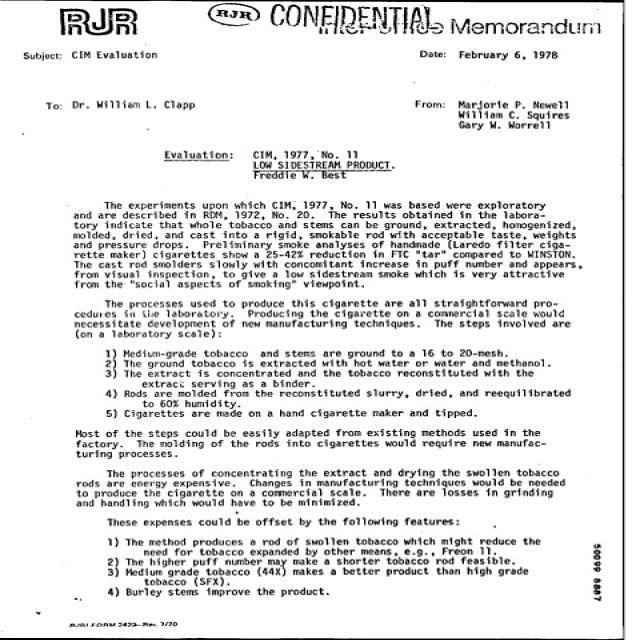 RJR
RJR CONFIDENTIAL
Inter-office Memorandum
Subject: CIM Evaluation
Date: February 6, 1978
To: Dr. William L. Clapp
From: Marjorie P. Newell
William C. Squires
Gary W. Worrell
Evaluation: CIM, 1977, No. 11
LOW SIDESTREAM PRODUCT.
Freddie W. Best
The experiments upon which CIM, 1977, No. 11 was based were exploratory
and are described in RDM, 1972, No. 20. The results obtained in the labora-
tory indicate that whole tobacco and stems can be ground, extracted, homogenized,
molded, dried, and cast into a rigid, smokable rod with acceptable taste, weights
and pressure drops. Preliminary smoke analyses of handmade (Laredo filter ciga-
rette maker) cigarettes show a 25-42% reduction in FTC "tar" compared to WINSTON.
The cast rod smolders slowly with concomitant increase in puff number and appears,
from visual inspection, to give a low sidestream smoke which is very attractive
from the "social aspects of smoking" viewpoint.
The processes used to produce this cigarette are all straightforward pro-
cedures in the laboratory. Producing the cigarette on a commercial scale would
necessitate development of new manufacturing techniques. The steps involved are
(on a laboratory scale):
1) Medium-grade tobacco and stems are ground to a 16 to 20-mesh.
2) The ground tobacco is extracted with hot water or water and methanol.
3) The extract is concentrated and the tobacco reconstituted with the
extract serving as a binder.
4) Rods are molded from the reconstituted slurry, dried, and reequilibrated
to 60% humidity.
5) Cigarettes are made on a hand cigarette maker and tipped.
Most of the steps could be easily adapted from existing methods used in the
factory. The molding of the rods into cigarettes would require new manufac-
turing processes.
The processes of concentrating the extract and drying the swollen tobacco
rods are energy expensive. Changes in manufacturing techniques would be needed
to produce the cigarette on a commercial scale. There are losses in grinding
and handling which would have to be minimized.
These expenses could be offset by the following features:
1) The method produces a rod of swollen tobacco which might reduce the
need for tobacco expanded by other means, e.g., Freon 11.
2) The higher puff number may make a shorter tobacco rod feasible.
3) Medium grade tobacco (44X) makes a better product than high grade
tobacco (SFX).
4) Burley stems improve the product.
50099 8887
RJRI FORM 2422—Rev. 7/70